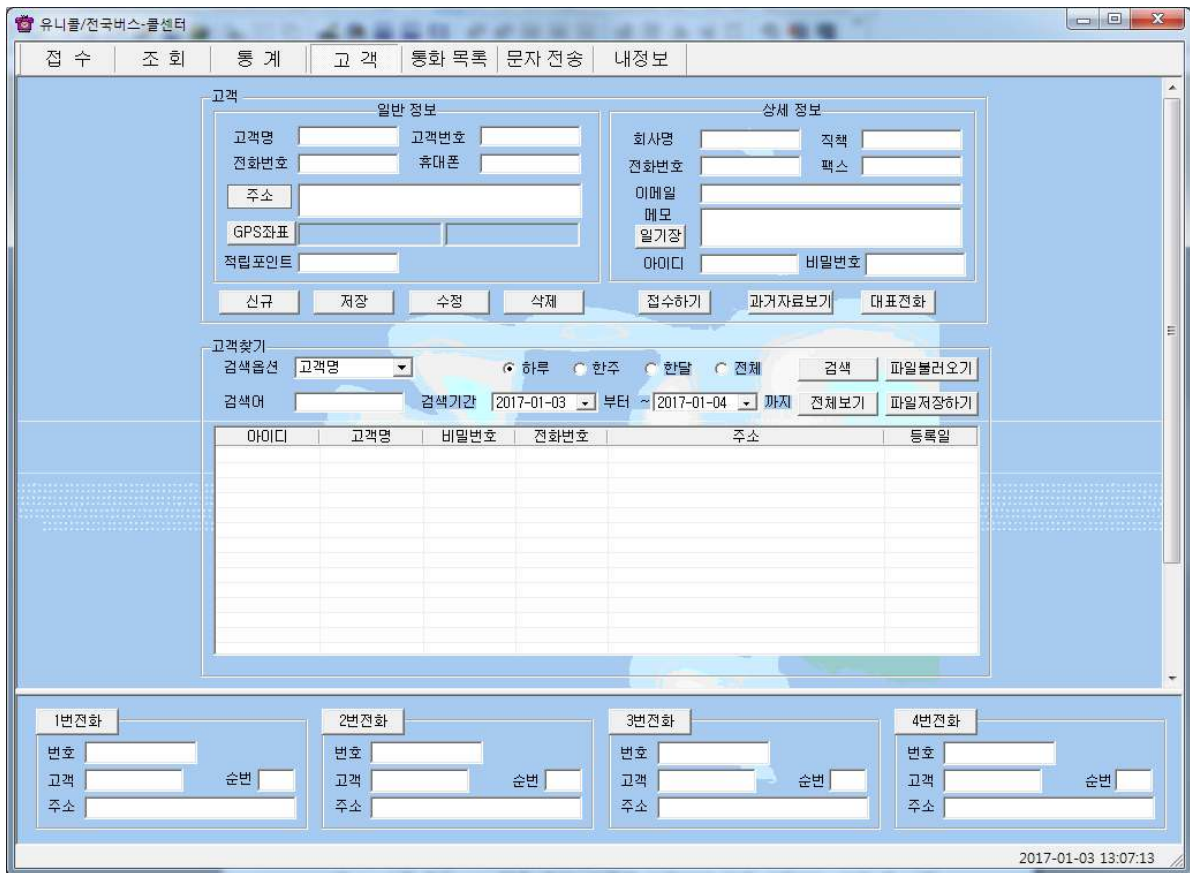 유니콜/전국버스-콜센터
접 수 조 회 통 계 고 객 통화 목록 문자 전송 내정보
고객
일반 정보 상세 정보
고객명 고객번호 회사명 직책
전화번호 휴대폰 전화번호 팩스
주소 이메일
메모
GPS좌표 일기장
적립포인트 아이디 비밀번호
신규 저장 수정 삭제 접수하기 과거자료보기 대표전화
고객찾기
검색옵션 고객명 하루 한주 한달 전체 검색 파일불러오기
검색어 검색기간 2017-01-03 부터 ~ 2017-01-04 까지 전체보기 파일저장하기
아이디 고객명 비밀번호 전화번호 주소 등록일
1번전화 2번전화 3번전화 4번전화
번호 번호 번호 번호
고객 순번 고객 순번 고객 순번 고객 순번
주소 주소 주소 주소
2017-01-03 13:07:13